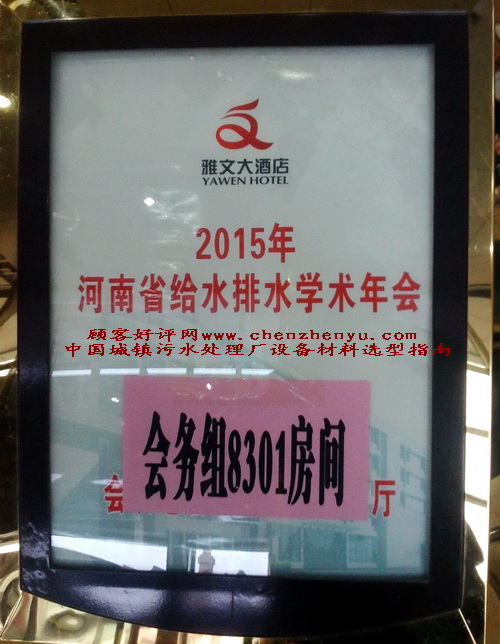 雅文大酒店
YAWEN HOTEL
2015年
河南省给水排水学术年会
顾客好评网www.chenzhenyu.com
中国城镇污水处理厂设备材料选型指南
会务组8301房间
会 厅